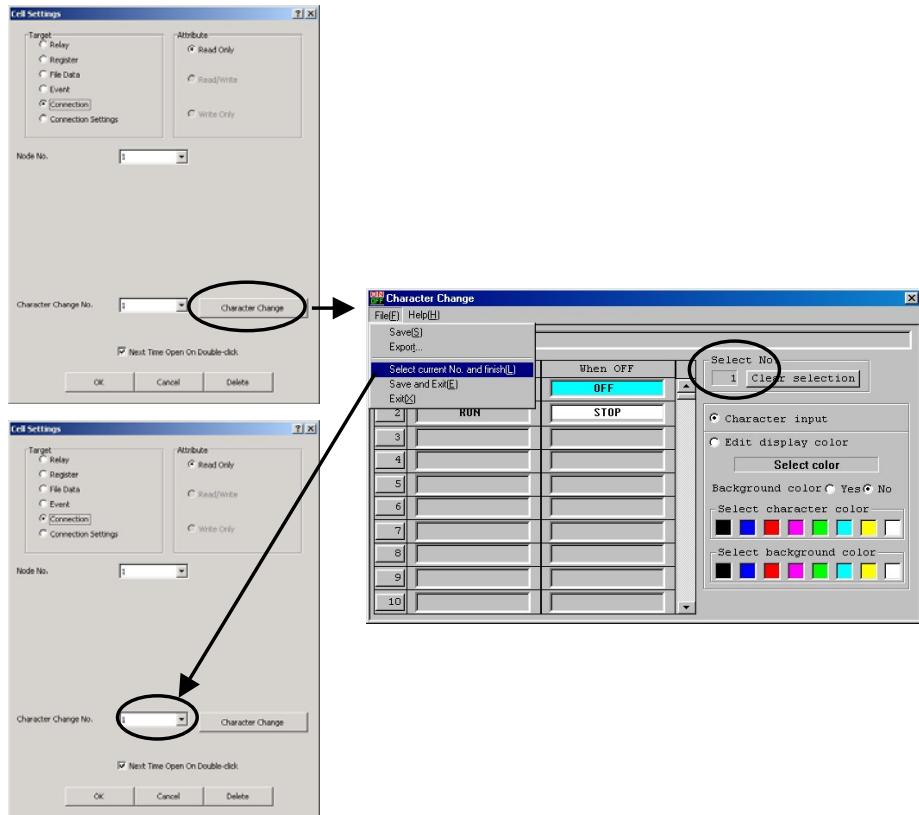 Cell Settings
Target
Relay
Register
File Data
Event
Connection
Connection Settings
Attribute
Read Only
Read/Write
Write Only
Node No.
1
Character Change No.
1
Character Change
Next Time Open On Double-click
OK
Cancel
Delete
Character Change
File(F) Help(H)
Save(S)
Export...
Select current No. and finish(L)
Save and Exit(E)
Exit(X)
When OFF
OFF
2 RUN STOP
3
4
5
6
7
8
9
10
Select No
1 Clear selection
Character input
Edit display color
Select color
Background color Yes No
Select character color
Select background color
Cell Settings
Target
Relay
Register
File Data
Event
Connection
Connection Settings
Attribute
Read Only
Read/Write
Write Only
Node No.
1
Character Change No.
1
Character Change
Next Time Open On Double-click
OK
Cancel
Delete